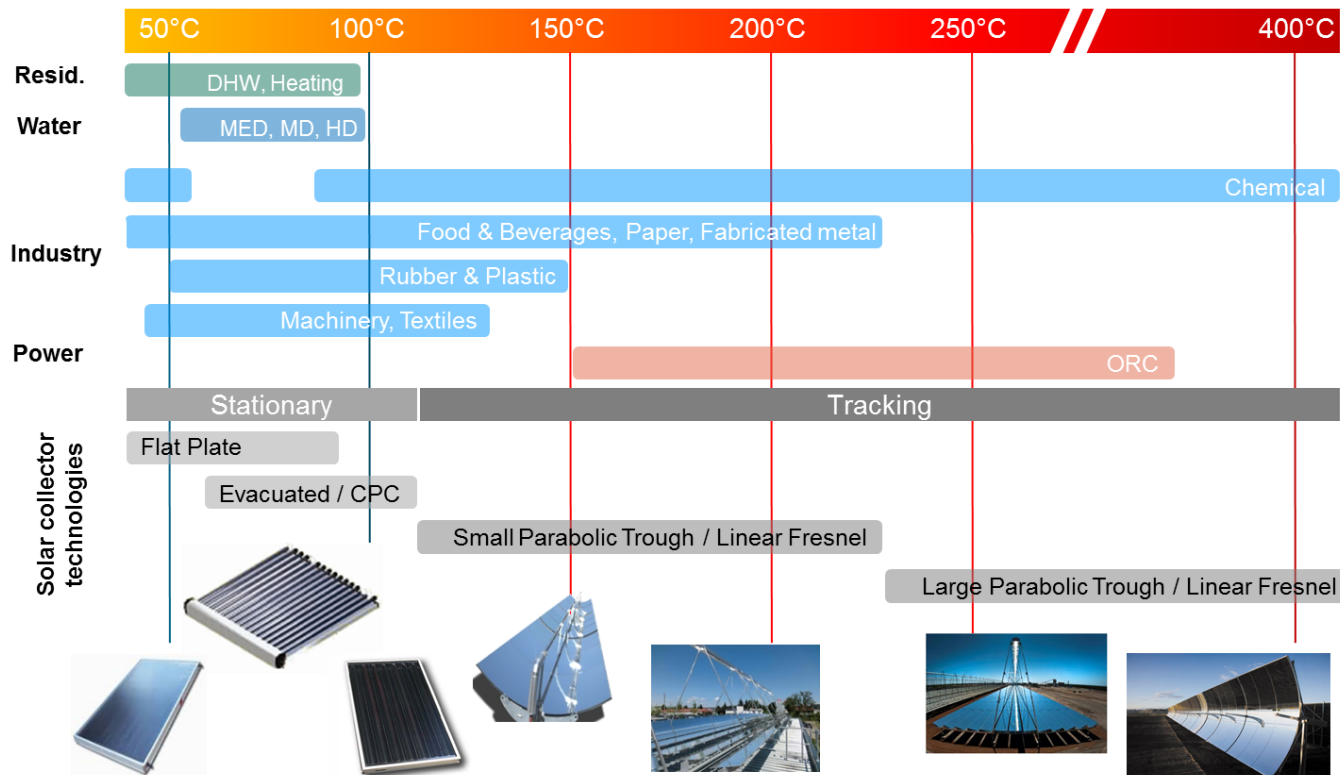 50°C 100°C 150°C 200°C 250°C 400°C
Resid.
DHW, Heating
Water
MED, MD, HD
Chemical
Industry
Food & Beverages, Paper, Fabricated metal
Rubber & Plastic
Machinery, Textiles
Power
ORC
Stationary
Tracking
Solar collector
technologies
Flat Plate
Evacuated / CPC
Small Parabolic Trough / Linear Fresnel
Large Parabolic Trough / Linear Fresnel